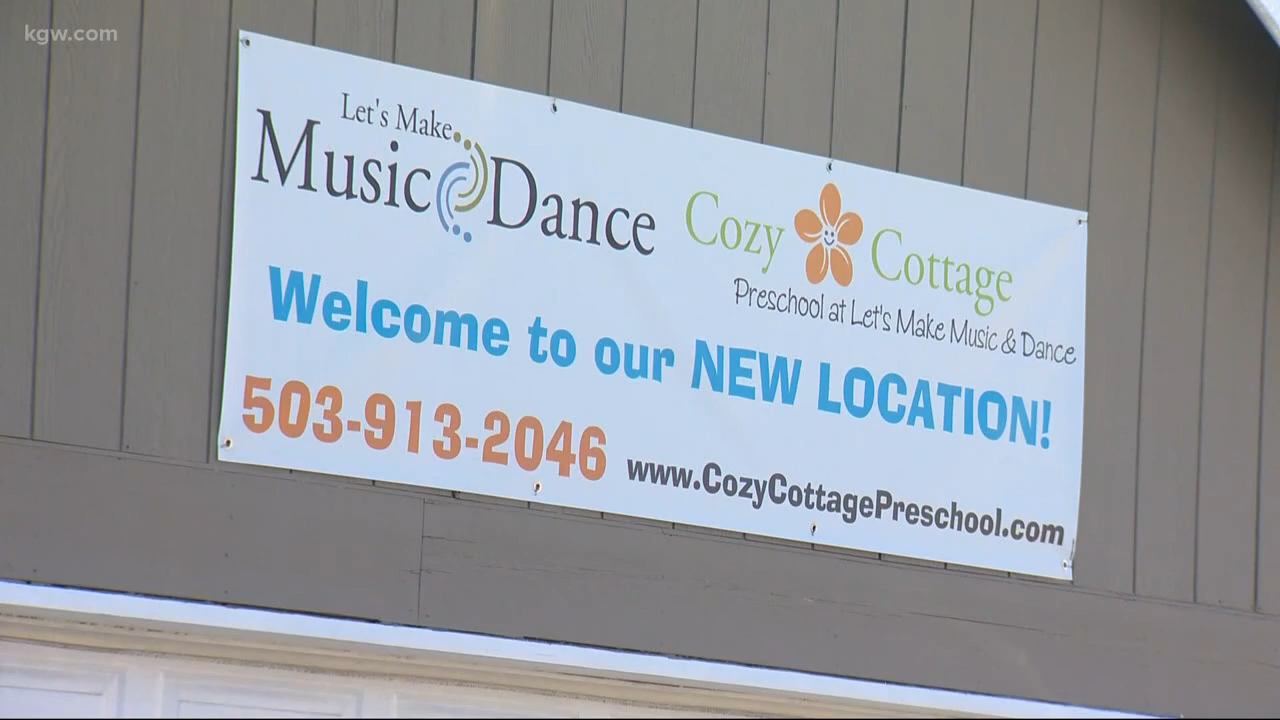 kgw.com
Let's Make
Music Dance
Cozy Cottage
Preschool at Let's Make Music & Dance
Welcome to our NEW LOCATION!
503-913-2046 www.CozyCottagePreschool.com